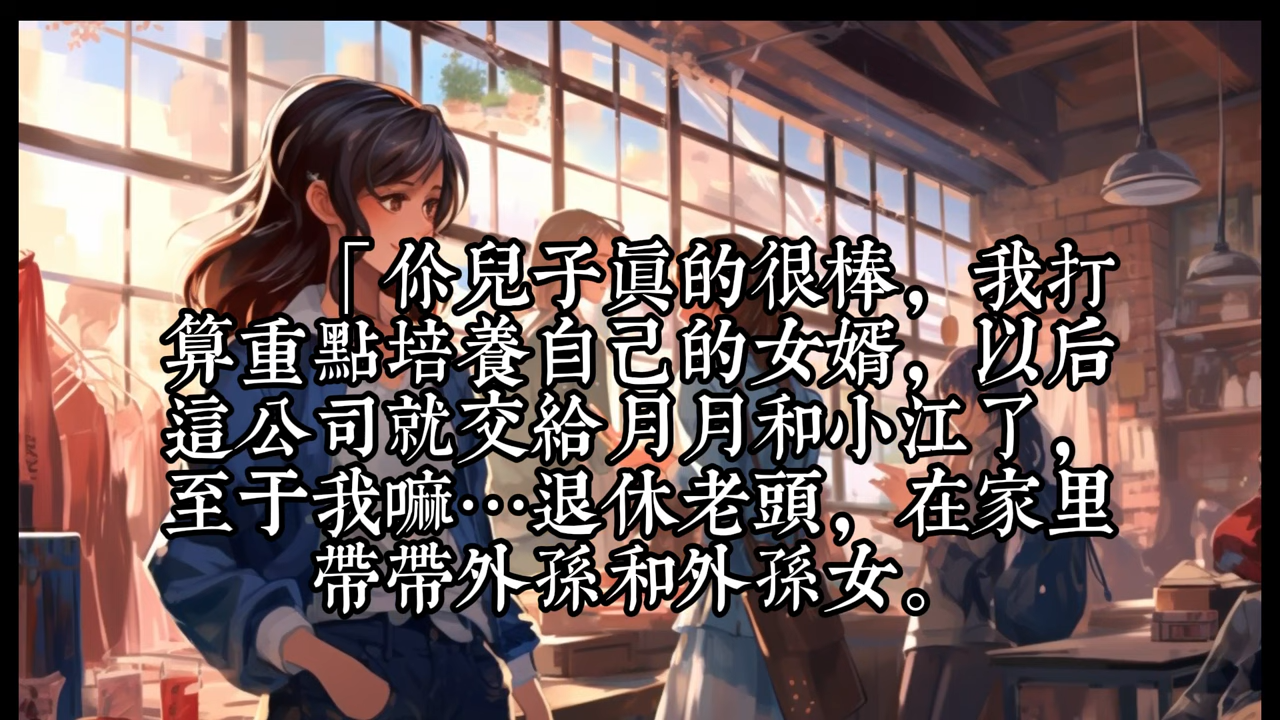 「你兒子眞的很棒，我打
算重點培養自己的女婿，以后
這公司就交給月月和小江了，
至于我嘛…退休老頭，在家里
帶帶外孫和外孫女。